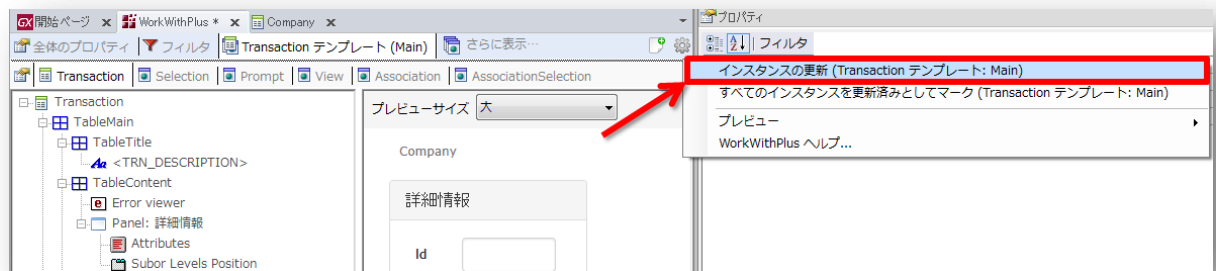 GX 開始ページ x WorkWithPlus * x Company x
プロパティ
全体のプロパティ フィルタ Transaction テンプレート (Main) さらに表示...
フィルタ
Transaction Selection Prompt View Association AssociationSelection
インスタンスの更新 (Transaction テンプレート: Main)
すべてのインスタンスを更新済みとしてマーク (Transaction テンプレート: Main)
プレビュー
WorkWithPlus ヘルプ...
Transaction
TableMain
TableTitle
Aa <TRN_DESCRIPTION>
TableContent
e Error viewer
Panel: 詳細情報
Attributes
Subor Levels Position
プレビューサイズ 大
Company
詳細情報
Id